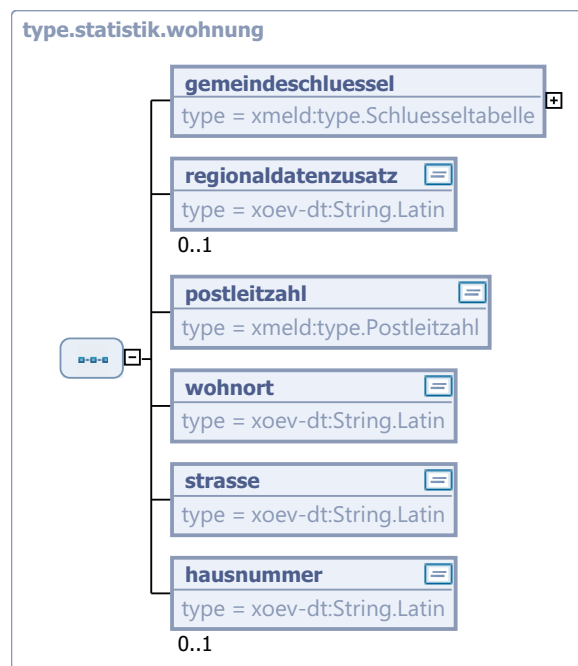 type.statistik.wohnung
gemeindeschluessel
type = xmeld:type.Schluesseltabelle
regionaldatenzusatz
type = xoev-dt:String.Latin
0..1
postleitzahl
type = xmeld:type.Postleitzahl
wohnort
type = xoev-dt:String.Latin
strasse
type = xoev-dt:String.Latin
hausnummer
type = xoev-dt:String.Latin
0..1